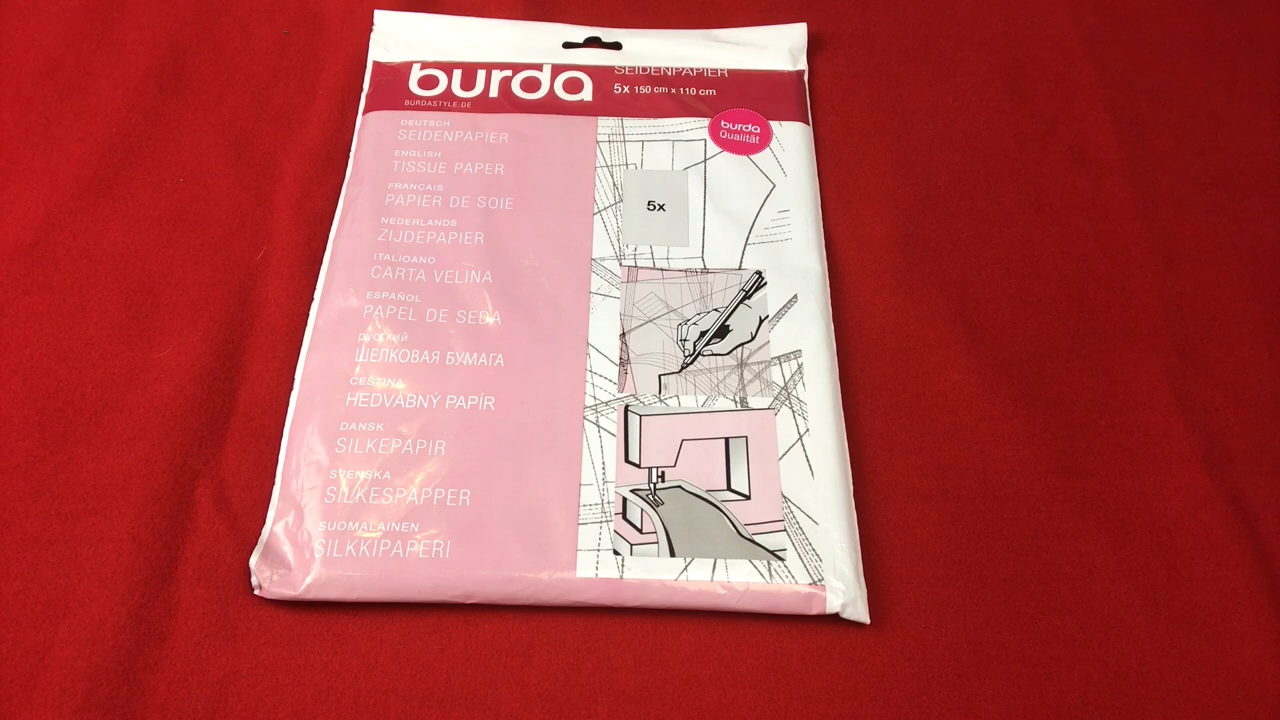 burda
BURDASTYLE.DE
SEIDENPAPIER
5X 150 cm x 110 cm
burda
Qualität
DEUTSCH
SEIDENPAPIER
ENGLISH
TISSUE PAPER
FRANÇAIS
PAPIER DE SOIE
NEDERLANDS
ZIJDEPAPIER
ITALIOANO
CARTA VELINA
ESPAÑOL
PAPEL DE SEDA
русский
ШЕЛКОВАЯ БУМАГА
ČEŠTINA
HEDVÁBNÝ PAPÍR
DANSK
SILKEPAPIR
SVENSKA
SILKESPAPPER
SUOMALAINEN
SILKKIPAPERI
5x